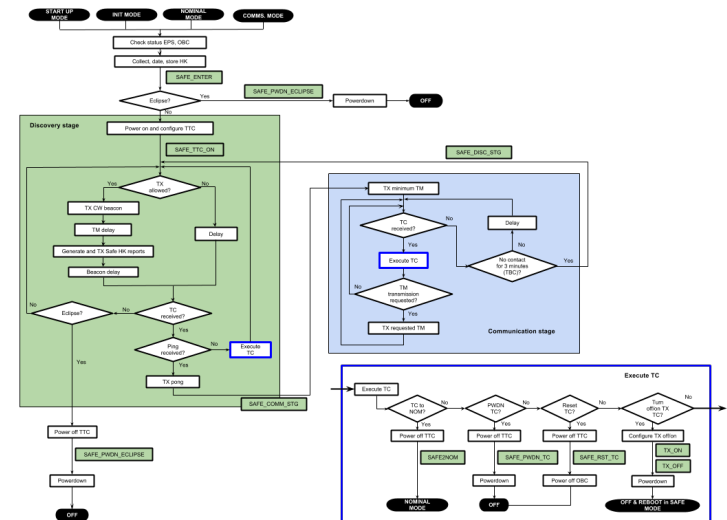 START UP
MODE
INIT MODE
NOMINAL
MODE
COMMS. MODE
Check status EPS, OBC
Collect, date, store HK
SAFE_ENTER
Eclipse?
Yes
SAFE_PWDN_ECLIPSE
Powerdown
OFF
No
Discovery stage
Power on and configure TTC
SAFE_TTC_ON
SAFE_DISC_STG
TX
allowed?
Yes
No
TX CW beacon
TM delay
Generate and TX Safe HK reports
Beacon delay
Delay
TC
received?
No
Eclipse?
No
Yes
Yes
Ping
received?
No
Execute
TC
Yes
TX pong
SAFE_COMM_STG
Power off TTC
SAFE_PWDN_ECLIPSE
Powerdown
OFF
TX minimum TM
TC
received?
No
Yes
Execute TC
TM
transmission
requested?
No
Yes
TX requested TM
Delay
No
No contact
for 3 minutes
(TBC)?
Yes
Communication stage
Execute TC
Execute TC
TC to
NOM?
No
PWDN
TC?
No
Reset
TC?
No
Turn
off/on TX
TC?
No
Yes
Yes
Yes
Yes
Power off TTC
Power off TTC
Power off TTC
Configure TX off/on
SAFE2NOM
SAFE_PWDN_TC
SAFE_RST_TC
TX_ON
TX_OFF
Powerdown
Power off OBC
Powerdown
NOMINAL
MODE
OFF
OFF & REBOOT in SAFE
MODE